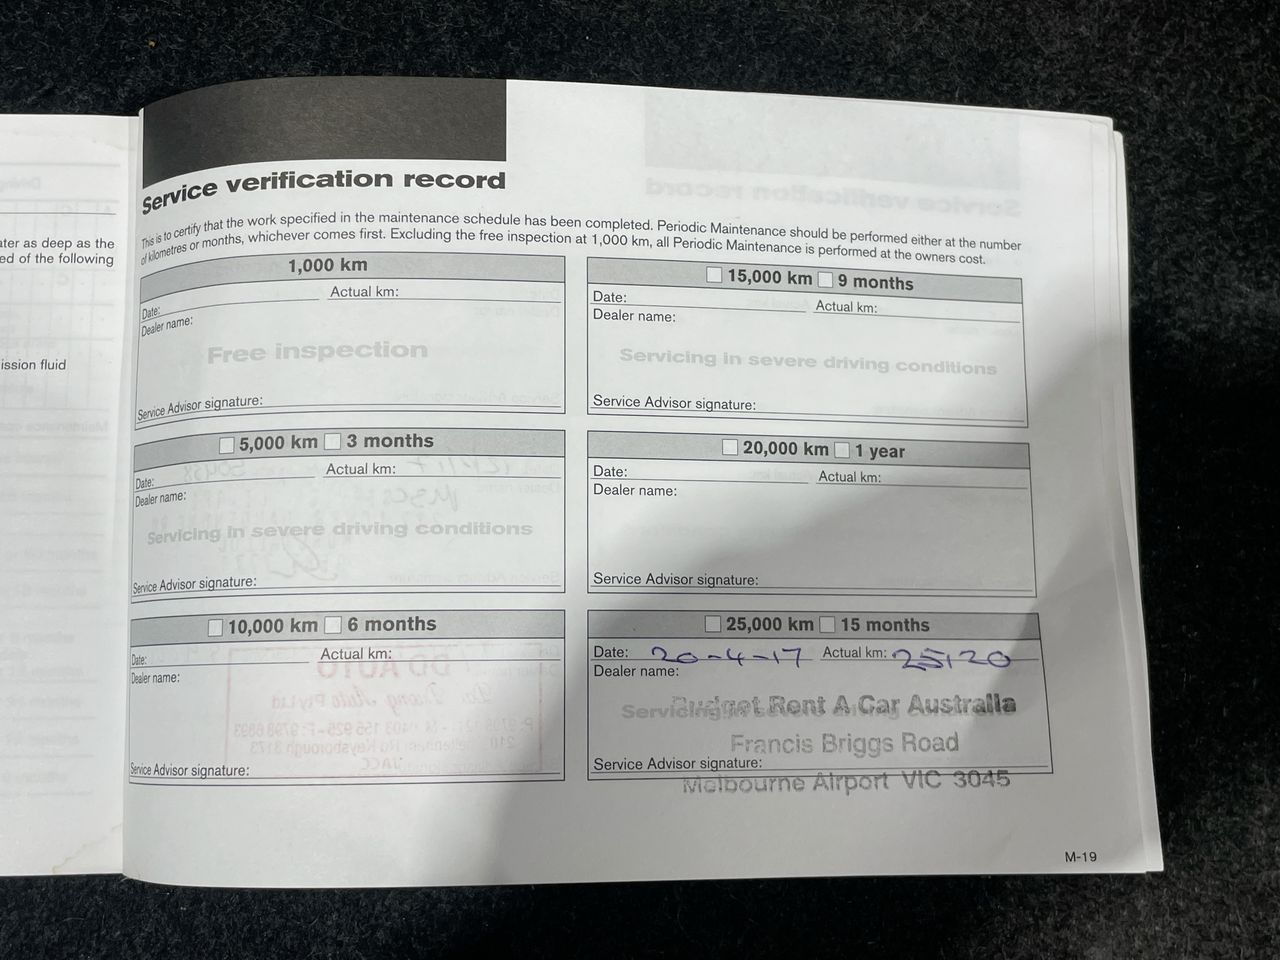 ater as deep as the
ed of the following
ission fluid
Service verification record
This is to certify that the work specified in the maintenance schedule has been completed. Periodic Maintenance should be performed either at the number
of kilometres or months, whichever comes first. Excluding the free inspection at 1,000 km, all Periodic Maintenance is performed at the owners cost.
1,000 km
Date: Actual km:
Dealer name:
Free inspection
Service Advisor signature:
5,000 km 3 months
Date: Actual km:
Dealer name:
Servicing in severe driving conditions
Service Advisor signature:
10,000 km 6 months
Date: Actual km:
Dealer name:
Service Advisor signature:
15,000 km 9 months
Date: Actual km:
Dealer name:
Servicing in severe driving conditions
Service Advisor signature:
20,000 km 1 year
Date: Actual km:
Dealer name:
Service Advisor signature:
25,000 km 15 months
Date: 20-4-17 Actual km: 25120
Dealer name:
Servicing in severe driving conditions
Budget Rent A Car Australia
Francis Briggs Road
Service Advisor signature:
Melbourne Airport VIC 3045
M-19